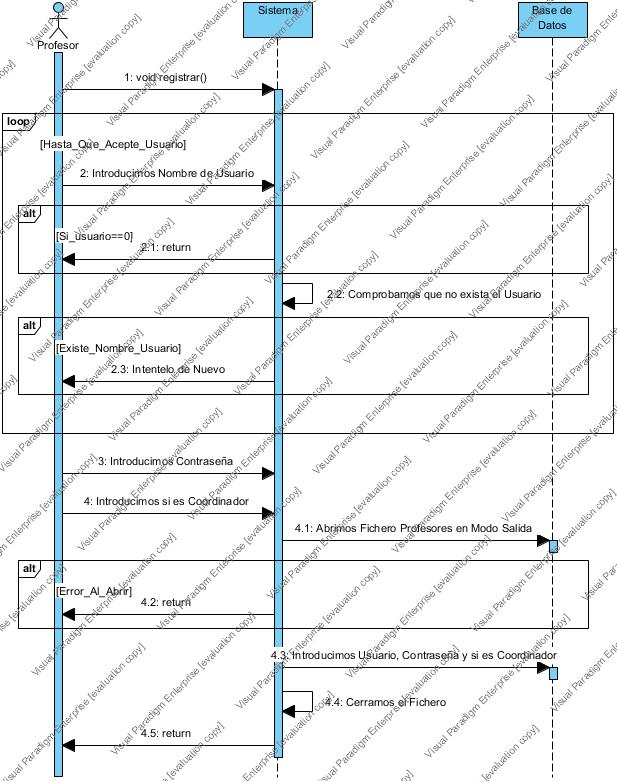 Sistema
Base de
Datos
Profesor
1: void registrar()
loop
[Hasta_Que_Acepte_Usuario]
2: Introducimos Nombre de Usuario
alt
[Si_usuario==0]
2.1: return
2.2: Comprobamos que no exista el Usuario
alt
[Existe_Nombre_Usuario]
2.3: Intentelo de Nuevo
3: Introducimos Contraseña
4: Introducimos si es Coordinador
4.1: Abrimos Fichero Profesores en Modo Salida
alt
[Error_Al_Abrir]
4.2: return
4.3: Introducimos Usuario, Contraseña y si es Coordinador
4.4: Cerramos el Fichero
4.5: return
Visual Paradigm Enterprise [evaluation copy]